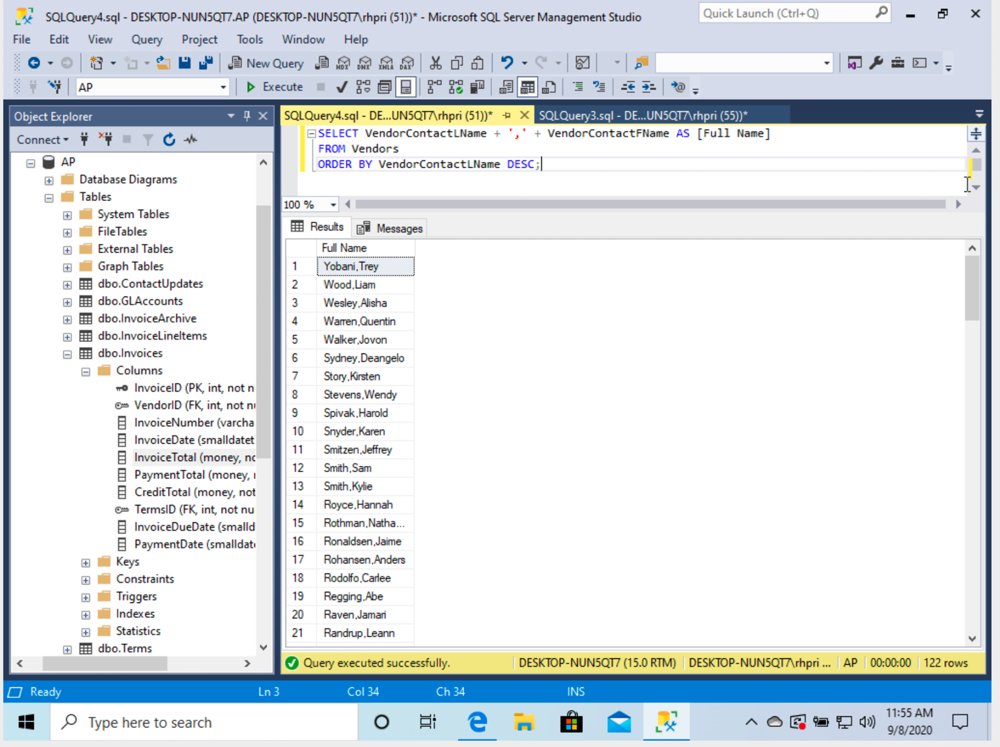 SQLQuery4.sql - DESKTOP-NUN5QT7.AP (DESKTOP-NUN5QT7\rhpri (51))* - Microsoft SQL Server Management Studio
Quick Launch (Ctrl+Q)
File Edit View Query Project Tools Window Help
New Query MDX DMX XMLA DAX
AP Execute
Object Explorer
SQLQuery4.sql - DE...UN5QT7\rhpri (51))* SQLQuery3.sql - DE...UN5QT7\rhpri (55))*
Connect
SELECT VendorContactLName + ',' + VendorContactFName AS [Full Name]
FROM Vendors
ORDER BY VendorContactLName DESC;
100 %
Results Messages
AP
Database Diagrams
Tables
System Tables
FileTables
External Tables
Graph Tables
dbo.ContactUpdates
dbo.GLAccounts
dbo.InvoiceArchive
dbo.InvoiceLineItems
dbo.Invoices
Columns
InvoiceID (PK, int, not n
VendorID (FK, int, not nu
InvoiceNumber (varcha
InvoiceDate (smalldatet
InvoiceTotal (money, no
PaymentTotal (money,
CreditTotal (money, not
TermsID (FK, int, not nu
InvoiceDueDate (smalld
PaymentDate (smalldat
Keys
Constraints
Triggers
Indexes
Statistics
dbo.Terms
Full Name
1 Yobani,Trey
2 Wood,Liam
3 Wesley,Alisha
4 Warren,Quentin
5 Walker,Jovon
6 Sydney,Deangelo
7 Story,Kirsten
8 Stevens,Wendy
9 Spivak,Harold
10 Snyder,Karen
11 Smitzen,Jeffrey
12 Smith,Sam
13 Smith,Kylie
14 Royce,Hannah
15 Rothman,Natha...
16 Ronaldsen,Jaime
17 Rohansen,Anders
18 Rodolfo,Carlee
19 Regging,Abe
20 Raven,Jamari
21 Randrup,Leann
Query executed successfully. DESKTOP-NUN5QT7 (15.0 RTM) DESKTOP-NUN5QT7\rhpri ... AP 00:00:00 122 rows
Ready Ln 3 Col 34 Ch 34 INS
Type here to search
11:55 AM
9/8/2020